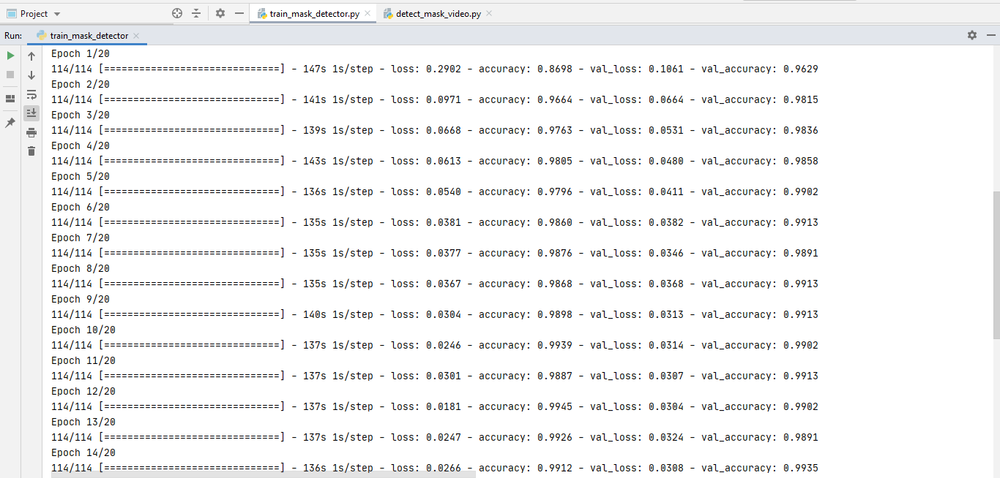 Project
train_mask_detector.py
detect_mask_video.py
Run:
train_mask_detector
Epoch 1/20
114/114 [==============================] - 147s 1s/step - loss: 0.2902 - accuracy: 0.8698 - val_loss: 0.1061 - val_accuracy: 0.9629
Epoch 2/20
114/114 [==============================] - 141s 1s/step - loss: 0.0971 - accuracy: 0.9664 - val_loss: 0.0664 - val_accuracy: 0.9815
Epoch 3/20
114/114 [==============================] - 139s 1s/step - loss: 0.0668 - accuracy: 0.9763 - val_loss: 0.0531 - val_accuracy: 0.9836
Epoch 4/20
114/114 [==============================] - 143s 1s/step - loss: 0.0613 - accuracy: 0.9805 - val_loss: 0.0480 - val_accuracy: 0.9858
Epoch 5/20
114/114 [==============================] - 136s 1s/step - loss: 0.0540 - accuracy: 0.9796 - val_loss: 0.0411 - val_accuracy: 0.9902
Epoch 6/20
114/114 [==============================] - 135s 1s/step - loss: 0.0381 - accuracy: 0.9860 - val_loss: 0.0382 - val_accuracy: 0.9913
Epoch 7/20
114/114 [==============================] - 135s 1s/step - loss: 0.0377 - accuracy: 0.9876 - val_loss: 0.0346 - val_accuracy: 0.9891
Epoch 8/20
114/114 [==============================] - 135s 1s/step - loss: 0.0367 - accuracy: 0.9868 - val_loss: 0.0368 - val_accuracy: 0.9913
Epoch 9/20
114/114 [==============================] - 140s 1s/step - loss: 0.0304 - accuracy: 0.9898 - val_loss: 0.0313 - val_accuracy: 0.9913
Epoch 10/20
114/114 [==============================] - 137s 1s/step - loss: 0.0246 - accuracy: 0.9939 - val_loss: 0.0314 - val_accuracy: 0.9902
Epoch 11/20
114/114 [==============================] - 137s 1s/step - loss: 0.0301 - accuracy: 0.9887 - val_loss: 0.0307 - val_accuracy: 0.9913
Epoch 12/20
114/114 [==============================] - 137s 1s/step - loss: 0.0181 - accuracy: 0.9945 - val_loss: 0.0304 - val_accuracy: 0.9902
Epoch 13/20
114/114 [==============================] - 137s 1s/step - loss: 0.0247 - accuracy: 0.9926 - val_loss: 0.0324 - val_accuracy: 0.9891
Epoch 14/20
114/114 [==============================] - 136s 1s/step - loss: 0.0266 - accuracy: 0.9912 - val_loss: 0.0308 - val_accuracy: 0.9935